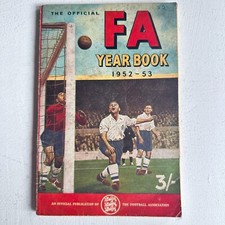 THE OFFICIAL
FA
YEAR BOOK
1952-53
3/-
AN OFFICIAL PUBLICATION OF THE FOOTBALL ASSOCIATION